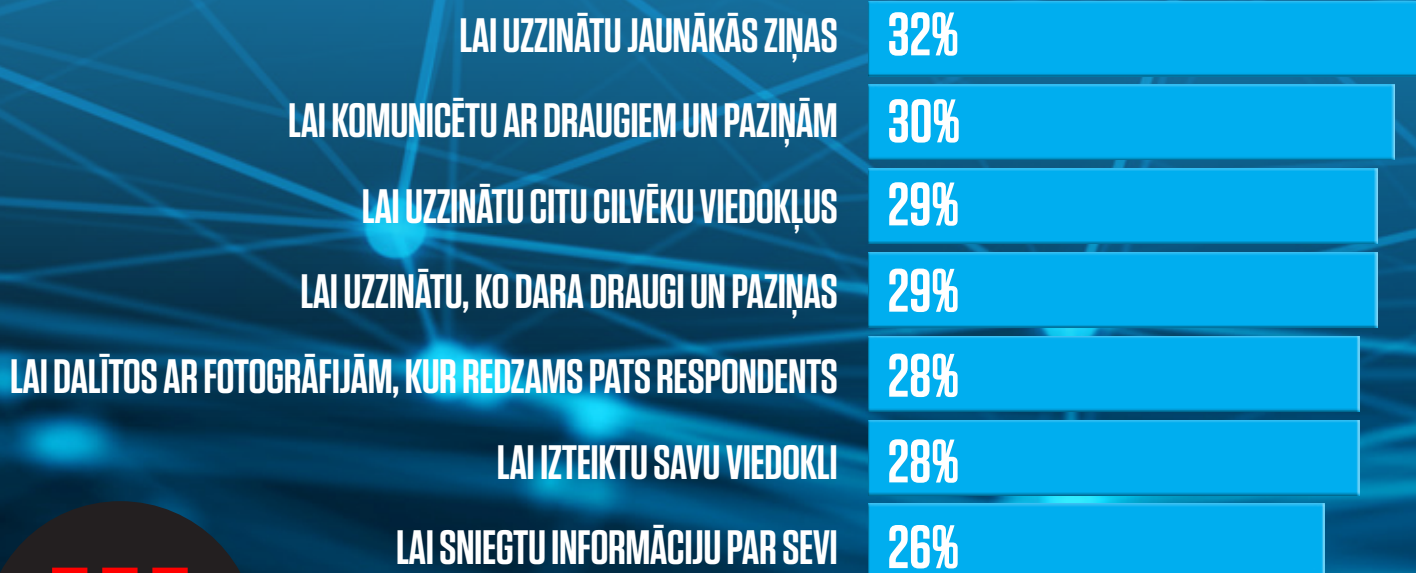 LAI UZZINĀTU JAUNĀKĀS ZIŅAS 32%
LAI KOMUNICĒTU AR DRAUGIEM UN PAZIŅĀM 30%
LAI UZZINĀTU CITU CILVĒKU VIEDOKĻUS 29%
LAI UZZINĀTU, KO DARA DRAUGI UN PAZIŅAS 29%
LAI DALĪTOS AR FOTOGRĀFIJĀM, KUR REDZAMS PATS RESPONDENTS 28%
LAI IZTEIKTU SAVU VIEDOKLI 28%
LAI SNIEGTU INFORMĀCIJU PAR SEVI 26%